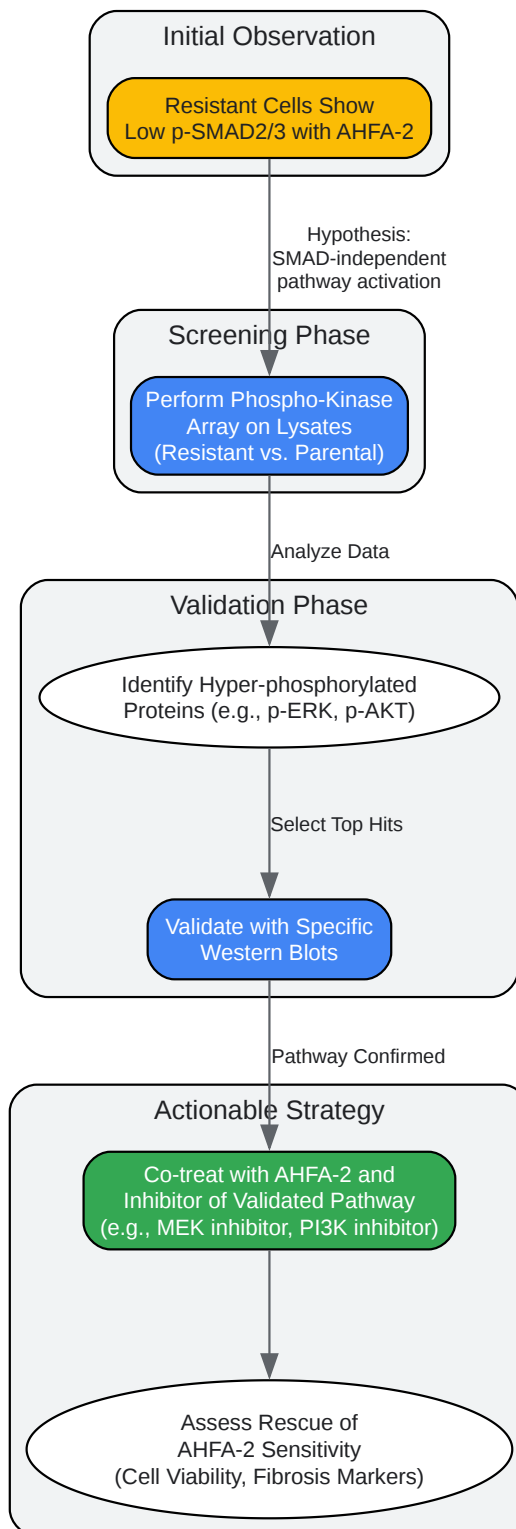 Initial Observation
Resistant Cells Show
Low p-SMAD2/3 with AHFA-2
Hypothesis:
SMAD-independent
pathway activation
Screening Phase
Perform Phospho-Kinase
Array on Lysates
(Resistant vs. Parental)
Analyze Data
Validation Phase
Identify Hyper-phosphorylated
Proteins (e.g., p-ERK, p-AKT)
Select Top Hits
Validate with Specific
Western Blots
Pathway Confirmed
Actionable Strategy
Co-treat with AHFA-2 and
Inhibitor of Validated Pathway
(e.g., MEK inhibitor, PI3K inhibitor)
Assess Rescue of
AHFA-2 Sensitivity
(Cell Viability, Fibrosis Markers)